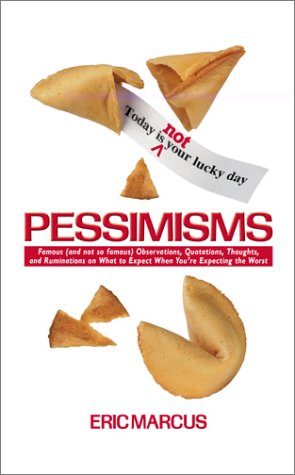 not
Today is your lucky day
PESSIMISMS
Famous (and not so famous) Observations, Quotations, Thoughts,
and Ruminations on What to Expect When You're Expecting the Worst
ERIC MARCUS